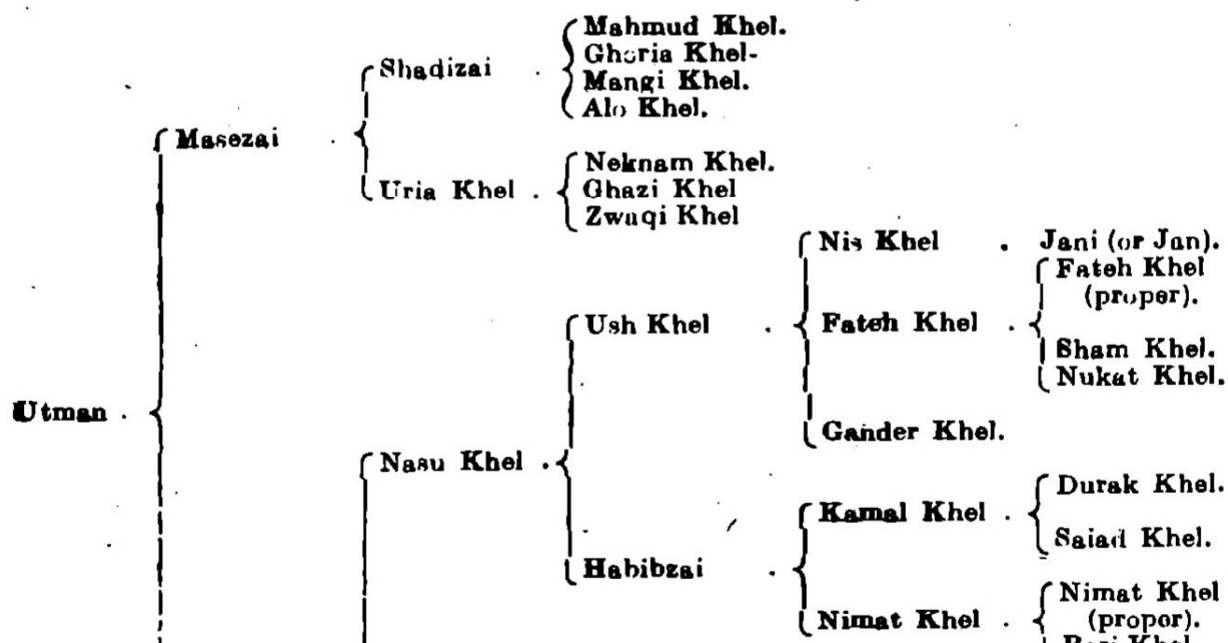 Mahmud Khel.
Shadizai . Ghoria Khel-
Mangi Khel.
Alo Khel.
Masozai .
Neknam Khel.
Uria Khel . Ghazi Khel
Zwaqi Khel
Nis Khel . Jani (or Jan).
Fateh Khel
(proper).
Ush Khel . Fateh Khel .
Sham Khel.
Nukat Khel.
Utman .
Gander Khel.
Nasu Khel .
Durak Khel.
Kamal Khel .
Saiad Khel.
Habibzai .
Nimat Khel
Nimat Khel . (proper).